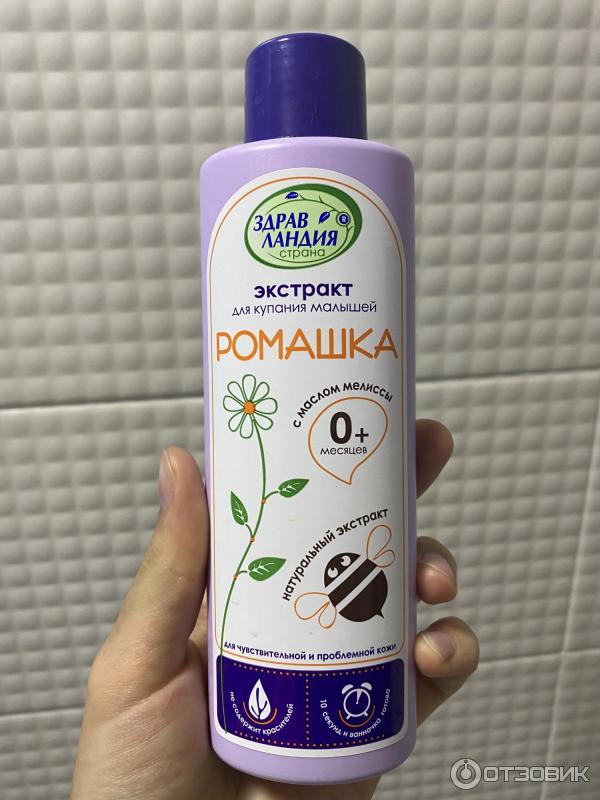 ЗДРАВ
ЛАНДИЯ ®
страна
экстракт
для купания малышей
РОМАШКА
с маслом мелиссы
0+
месяцев
натуральный экстракт
для чувствительной и проблемной кожи
не содержит красителей
10 секунд и ванночка готова
ОТЗОВИК